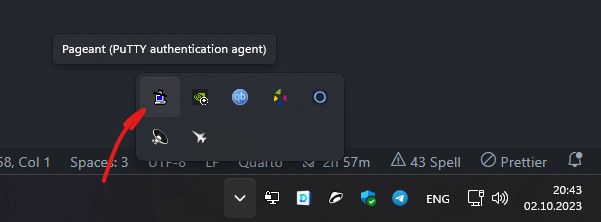 Pageant (PuTTY authentication agent)
qb
58, Col 1 Spaces: 3 UTF-8 LF Quarto 2h 57m 43 Spell Prettier
D ENG 20:43
02.10.2023